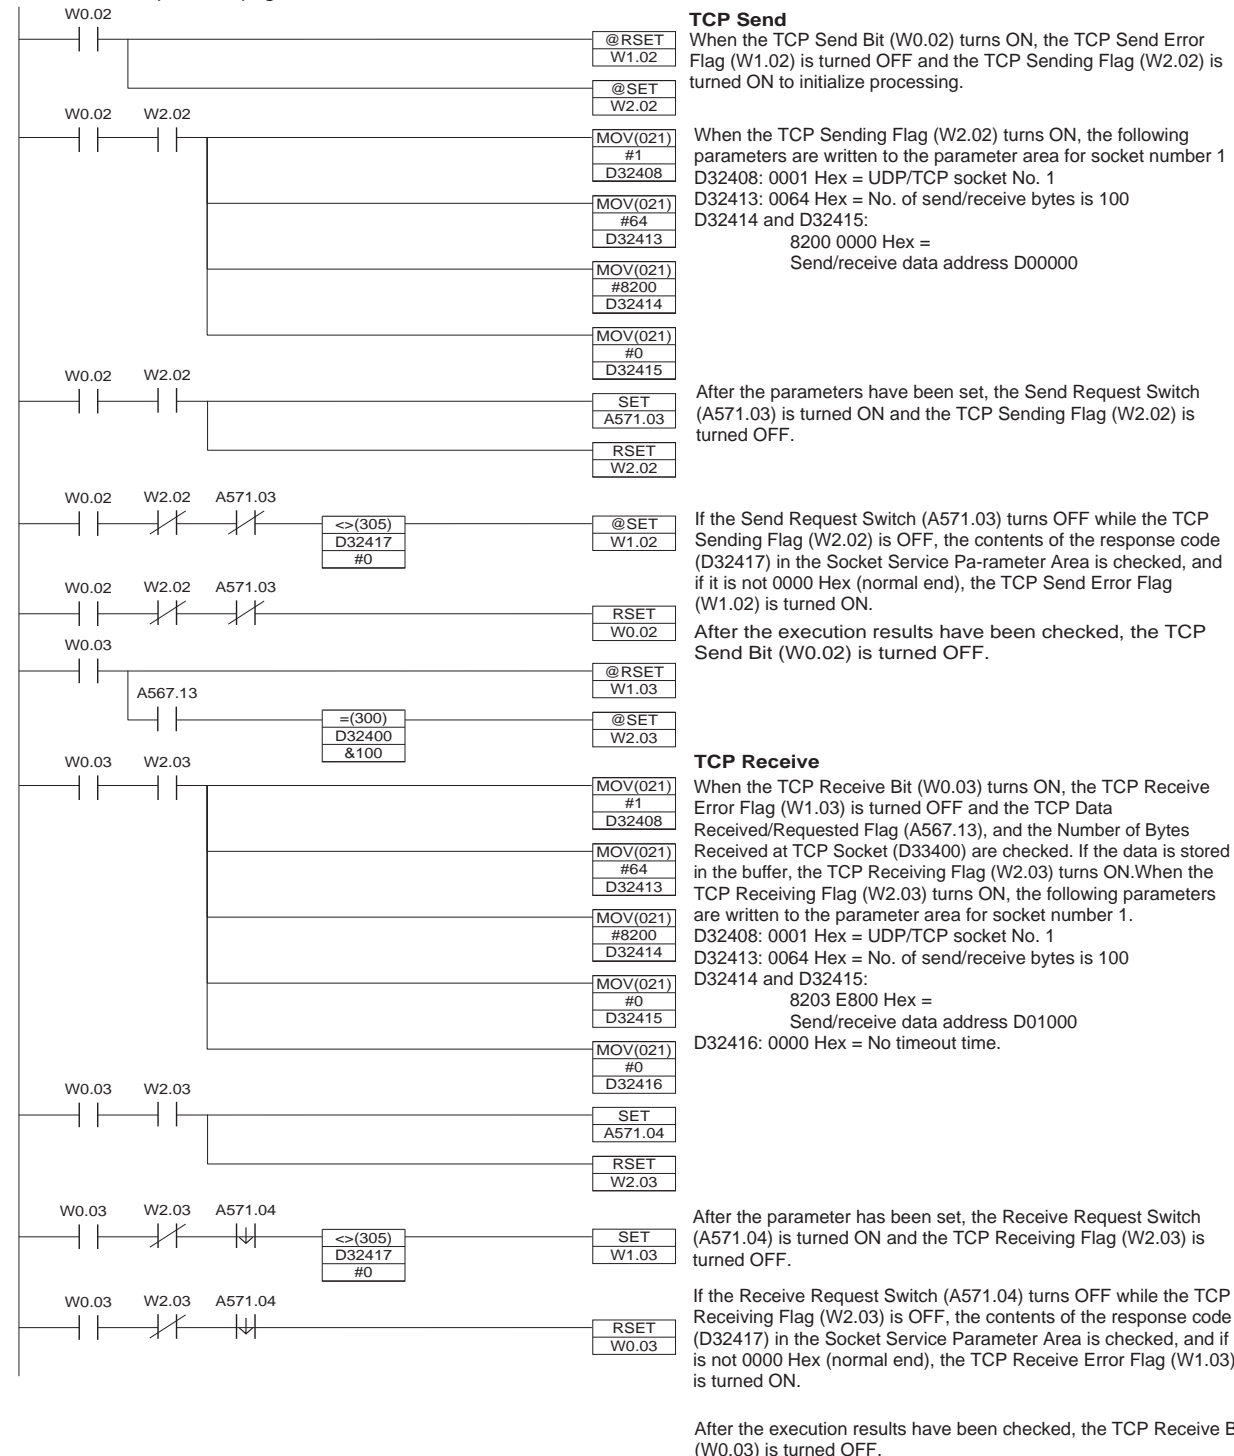 W0.02
@RSET
W1.02
@SET
W2.02
TCP Send
When the TCP Send Bit (W0.02) turns ON, the TCP Send Error
Flag (W1.02) is turned OFF and the TCP Sending Flag (W2.02) is
turned ON to initialize processing.
W0.02 W2.02
MOV(021)
#1
D32408
MOV(021)
#64
D32413
MOV(021)
#8200
D32414
MOV(021)
#0
D32415
When the TCP Sending Flag (W2.02) turns ON, the following
parameters are written to the parameter area for socket number 1
D32408: 0001 Hex = UDP/TCP socket No. 1
D32413: 0064 Hex = No. of send/receive bytes is 100
D32414 and D32415:
8200 0000 Hex =
Send/receive data address D00000
W0.02 W2.02
SET
A571.03
RSET
W2.02
After the parameters have been set, the Send Request Switch
(A571.03) is turned ON and the TCP Sending Flag (W2.02) is
turned OFF.
W0.02 W2.02 A571.03
<>(305)
D32417
#0
@SET
W1.02
If the Send Request Switch (A571.03) turns OFF while the TCP
Sending Flag (W2.02) is OFF, the contents of the response code
(D32417) in the Socket Service Pa-rameter Area is checked, and
if it is not 0000 Hex (normal end), the TCP Send Error Flag
(W1.02) is turned ON.
W0.02 W2.02 A571.03
RSET
W0.02
After the execution results have been checked, the TCP
Send Bit (W0.02) is turned OFF.
W0.03
@RSET
W1.03
A567.13
=(300)
D32400
&100
@SET
W2.03
TCP Receive
W0.03 W2.03
MOV(021)
#1
D32408
MOV(021)
#64
D32413
MOV(021)
#8200
D32414
MOV(021)
#0
D32415
MOV(021)
#0
D32416
When the TCP Receive Bit (W0.03) turns ON, the TCP Receive
Error Flag (W1.03) is turned OFF and the TCP Data
Received/Requested Flag (A567.13), and the Number of Bytes
Received at TCP Socket (D33400) are checked. If the data is stored
in the buffer, the TCP Receiving Flag (W2.03) turns ON.When the
TCP Receiving Flag (W2.03) turns ON, the following parameters
are written to the parameter area for socket number 1.
D32408: 0001 Hex = UDP/TCP socket No. 1
D32413: 0064 Hex = No. of send/receive bytes is 100
D32414 and D32415:
8203 E800 Hex =
Send/receive data address D01000
D32416: 0000 Hex = No timeout time.
W0.03 W2.03
SET
A571.04
RSET
W2.03
W0.03 W2.03 A571.04
<>(305)
D32417
#0
SET
W1.03
After the parameter has been set, the Receive Request Switch
(A571.04) is turned ON and the TCP Receiving Flag (W2.03) is
turned OFF.
W0.03 W2.03 A571.04
RSET
W0.03
If the Receive Request Switch (A571.04) turns OFF while the TCP
Receiving Flag (W2.03) is OFF, the contents of the response code
(D32417) in the Socket Service Parameter Area is checked, and if
is not 0000 Hex (normal end), the TCP Receive Error Flag (W1.03)
is turned ON.
After the execution results have been checked, the TCP Receive
(W0.03) is turned OFF.